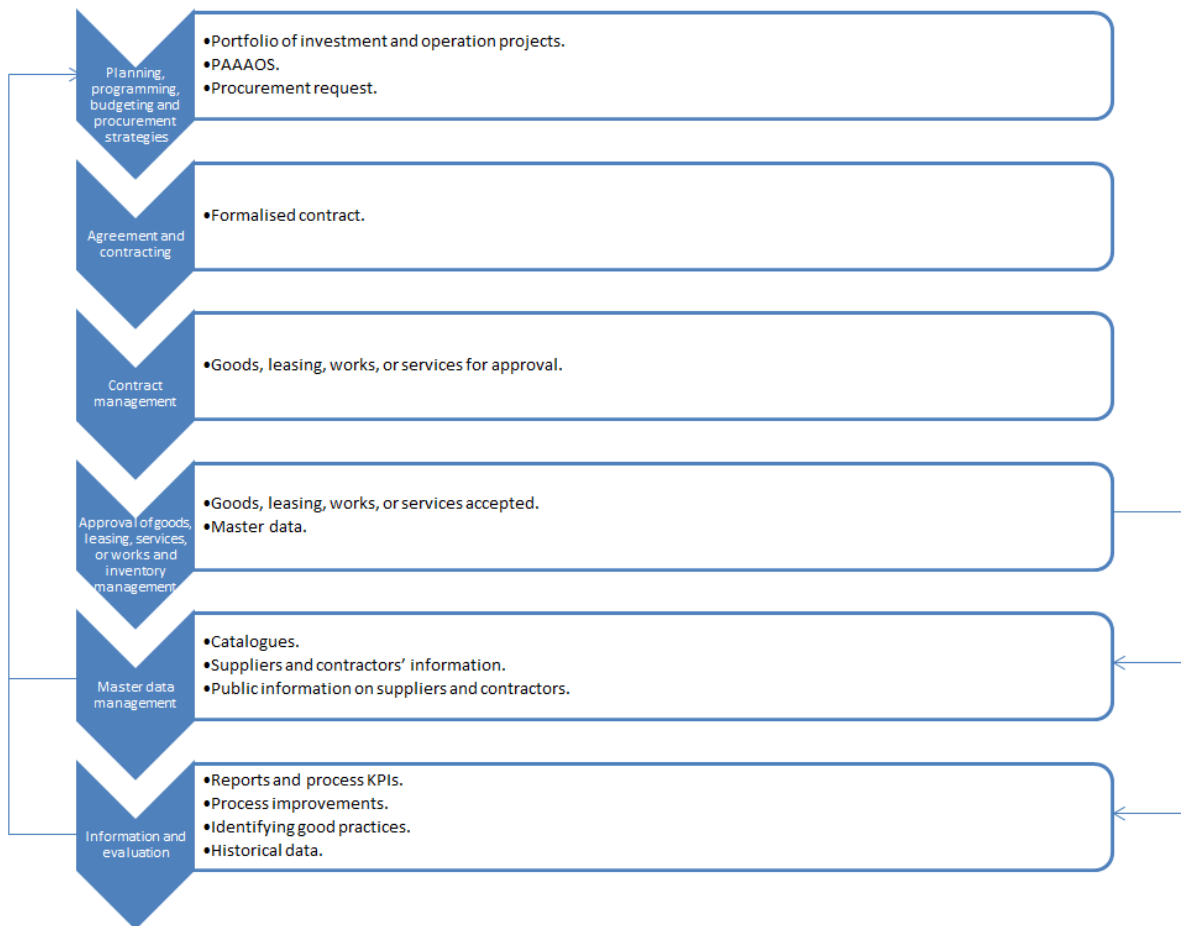 Planning,
programming,
budgeting and
procurement
strategies
•Portfolio of investment and operation projects.
•PAAAOS.
•Procurement request.
Agreement and
contracting
•Formalised contract.
Contract
management
•Goods, leasing, works, or services for approval.
Approval of goods,
leasing, services,
or works and
inventory
management
•Goods, leasing, works, or services accepted.
•Master data.
Master data
management
•Catalogues.
•Suppliers and contractors’ information.
•Public information on suppliers and contractors.
Information and
evaluation
•Reports and process KPIs.
•Process improvements.
•Identifying good practices.
•Historical data.